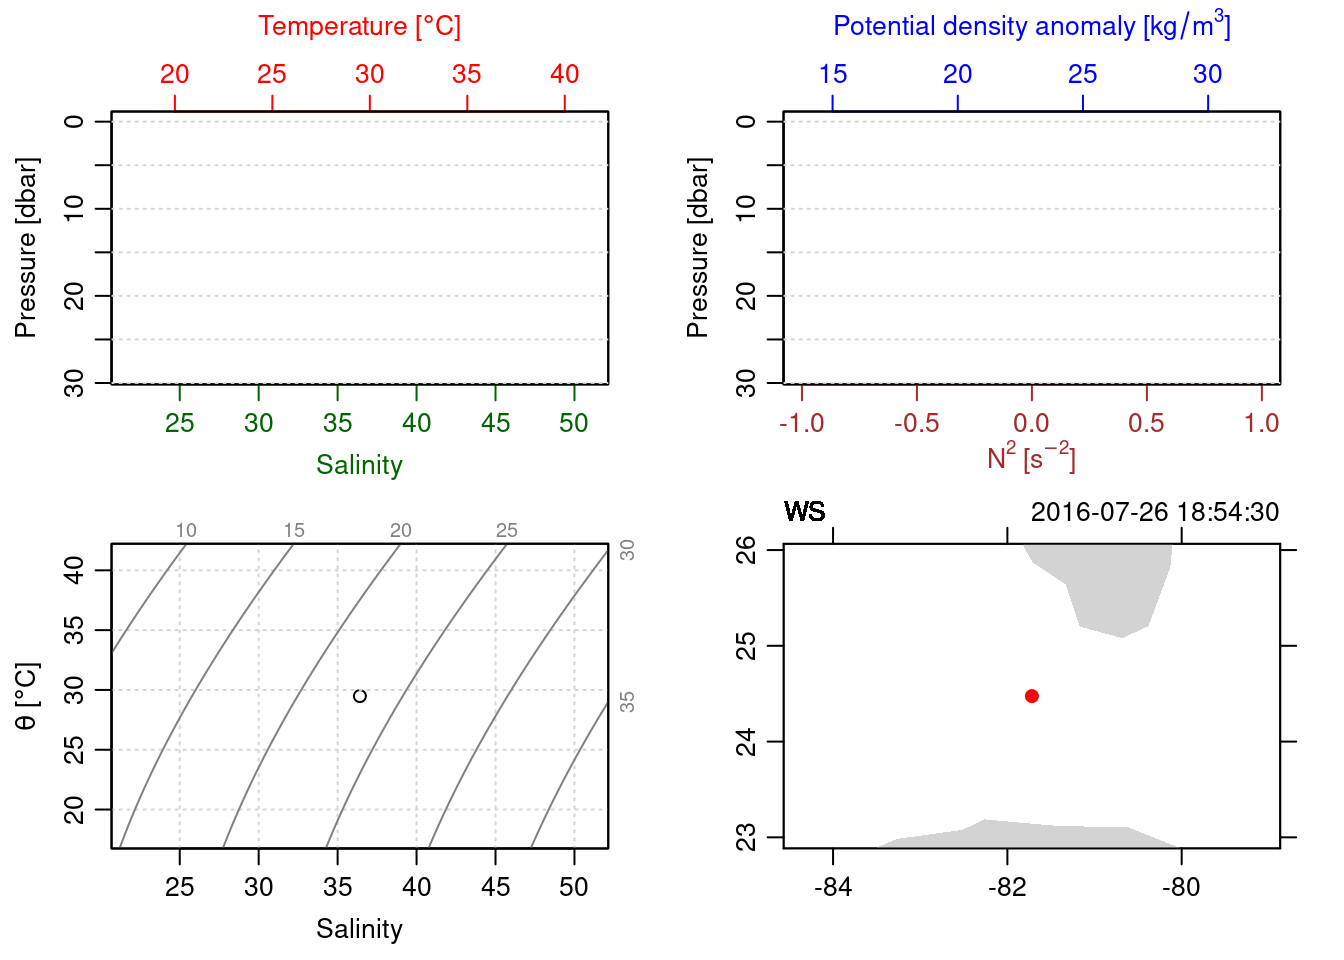 Temperature [°C]
20 25 30 35 40
Pressure [dbar]
0 10 20 30
25 30 35 40 45 50
Salinity
Potential density anomaly [kg/m³]
15 20 25 30
Pressure [dbar]
0 10 20 30
-1.0 -0.5 0.0 0.5 1.0
N² [s⁻²]
10 15 20 25
30
35
θ [°C]
40 35 30 25 20
25 30 35 40 45 50
Salinity
WS 2016-07-26 18:54:30
26 25 24 23
-84 -82 -80